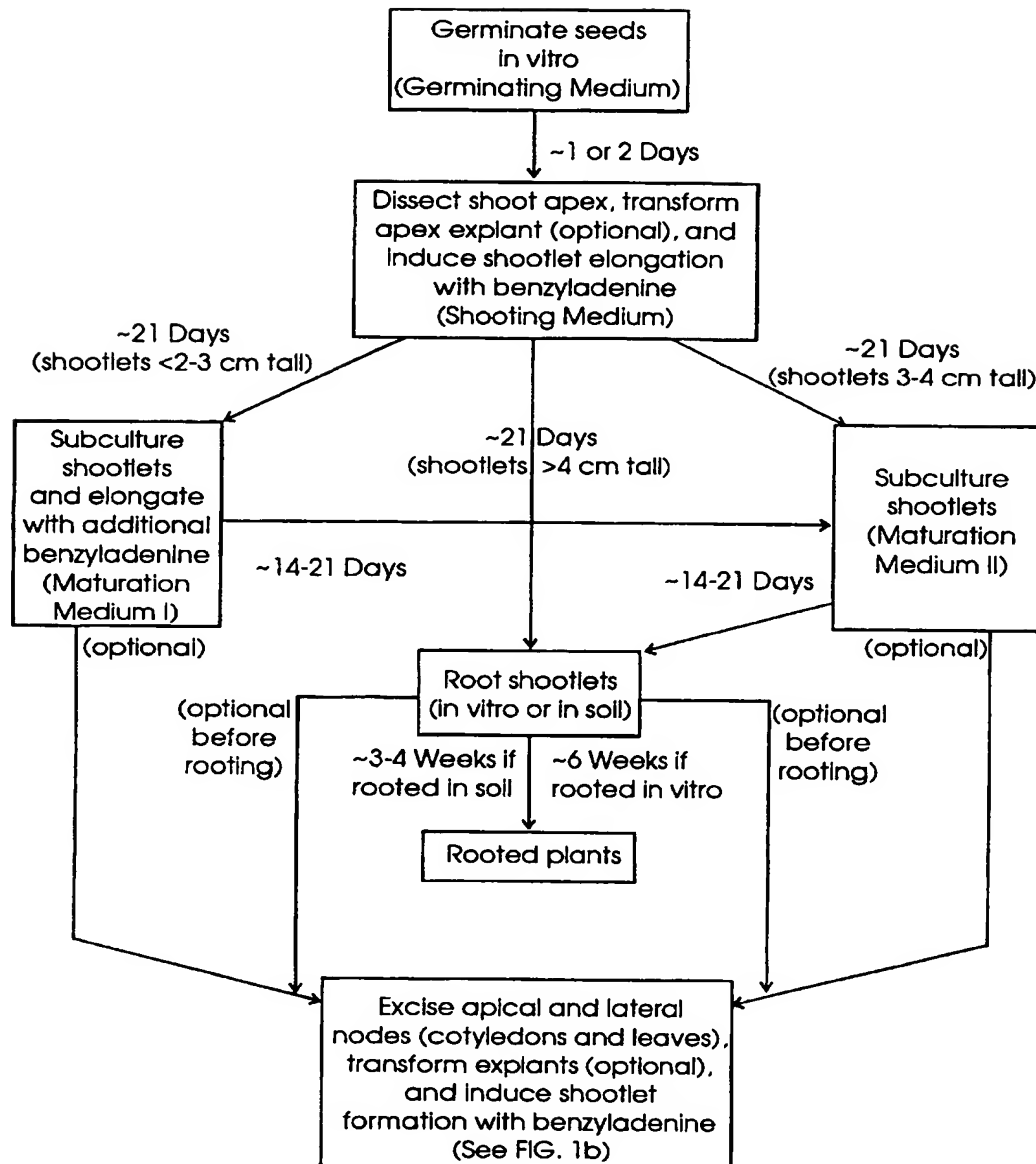 Germinate seeds
in vitro
(Germinating Medium)
~1 or 2 Days
Dissect shoot apex, transform
apex explant (optional), and
induce shootlet elongation
with benzyladenine
(Shooting Medium)
~21 Days
(shootlets <2-3 cm tall)
~21 Days
(shootlets >4 cm tall)
~21 Days
(shootlets 3-4 cm tall)
Subculture
shootlets
and elongate
with additional
benzyladenine
(Maturation
Medium I)
Subculture
shootlets
(Maturation
Medium II)
~14-21 Days
~14-21 Days
(optional)
(optional)
Root shootlets
(in vitro or in soil)
(optional
before
rooting)
(optional
before
rooting)
~3-4 Weeks if
rooted in soil
~6 Weeks if
rooted in vitro
Rooted plants
Excise apical and lateral
nodes (cotyledons and leaves),
transform explants (optional),
and induce shootlet
formation with benzyladenine
(See FIG. 1b)